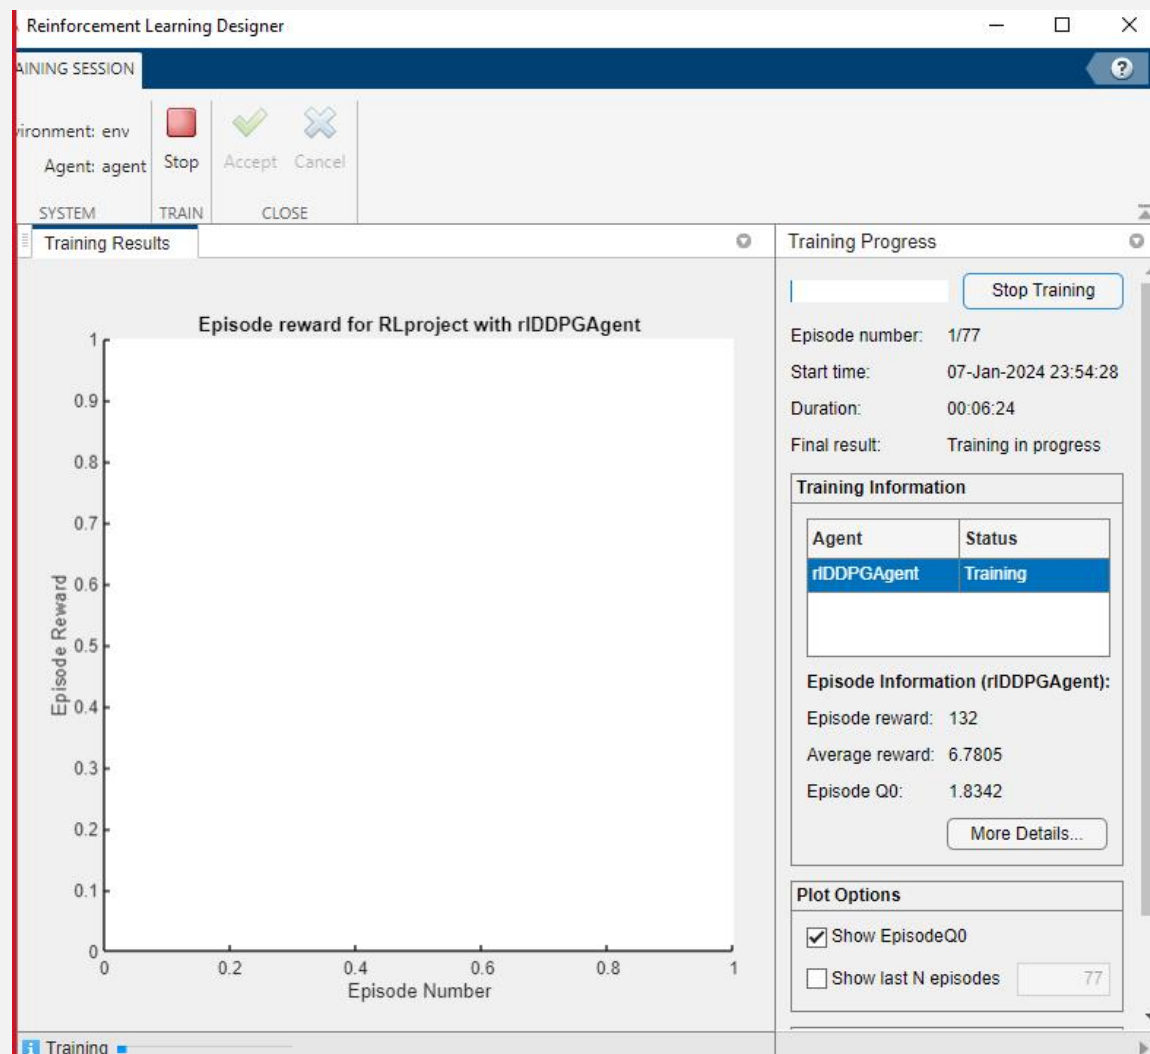 Reinforcement Learning Designer
AINING SESSION
vironment: env
Agent: agent
Stop
Accept
Cancel
SYSTEM
TRAIN
CLOSE
Training Results
Training Progress
Episode reward for RLproject with rlDDPGAgent
Episode Reward
1
0.9
0.8
0.7
0.6
0.5
0.4
0.3
0.2
0.1
0
0 0.2 0.4 0.6 0.8 1
Episode Number
Stop Training
Episode number: 1/77
Start time: 07-Jan-2024 23:54:28
Duration: 00:06:24
Final result: Training in progress
Training Information
Agent Status
rlDDPGAgent Training
Episode Information (rlDDPGAgent):
Episode reward: 132
Average reward: 6.7805
Episode Q0: 1.8342
More Details...
Plot Options
Show EpisodeQ0
Show last N episodes 77
Training